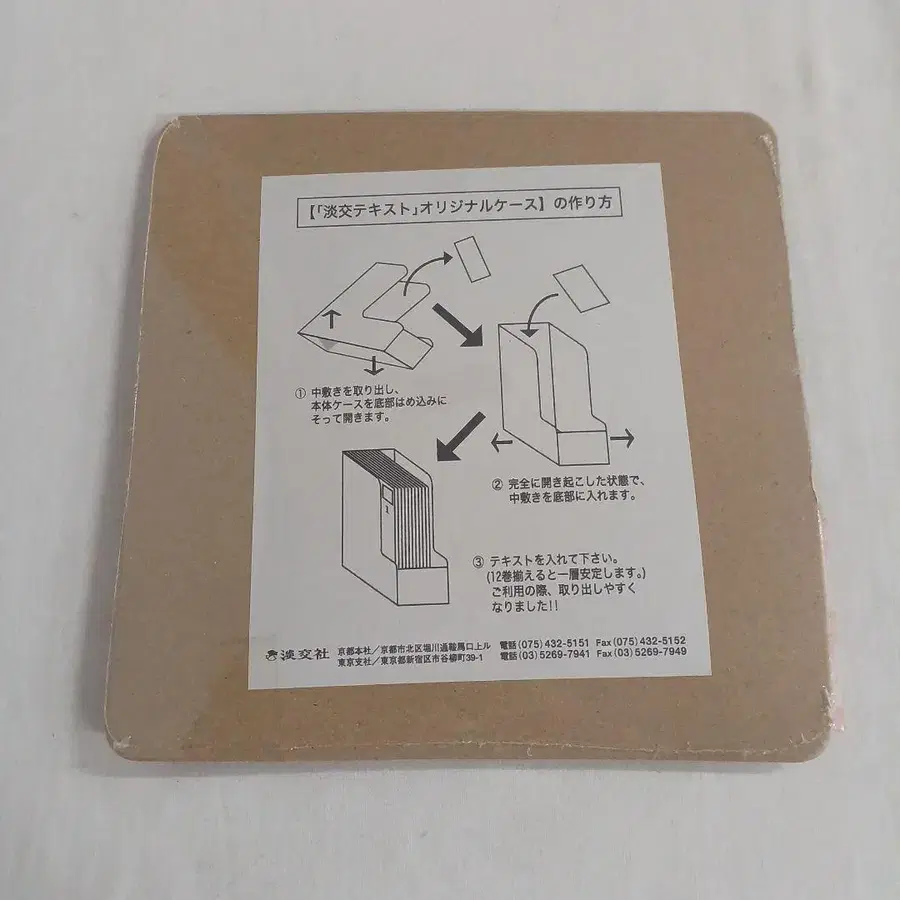 【「淡交テキスト」オリジナルケース】の作り方
① 中敷きを取り出し、
本体ケースを底部はめ込みに
そって開きます。
② 完全に開き起こした状態で、
中敷きを底部に入れます。
1
③ テキストを入れて下さい。
(12巻揃えると一層安定します。)
ご利用の際、取り出しやすく
なりました!!
淡交社 京都本社／京都市北区堀川通鞍馬口上ル 電話(075)432-5151 Fax(075)432-5152
東京支社／東京都新宿区市谷柳町39-1 電話(03)5269-7941 Fax(03)5269-7949